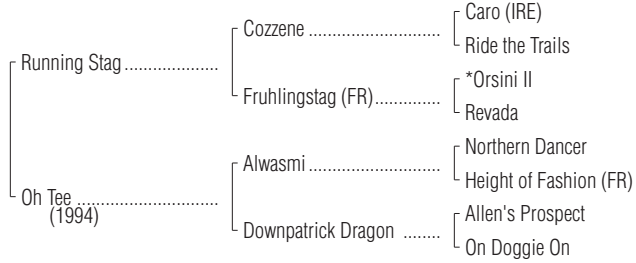 Caro (IRE)
Cozzene ............................
Ride the Trails
Running Stag ....................
*Orsini II
Fruhlingstag (FR)..............
Revada
Northern Dancer
Alwasmi ............................
Height of Fashion (FR)
Oh Tee ..............................
(1994)
Allen's Prospect
Downpatrick Dragon ........
On Doggie On